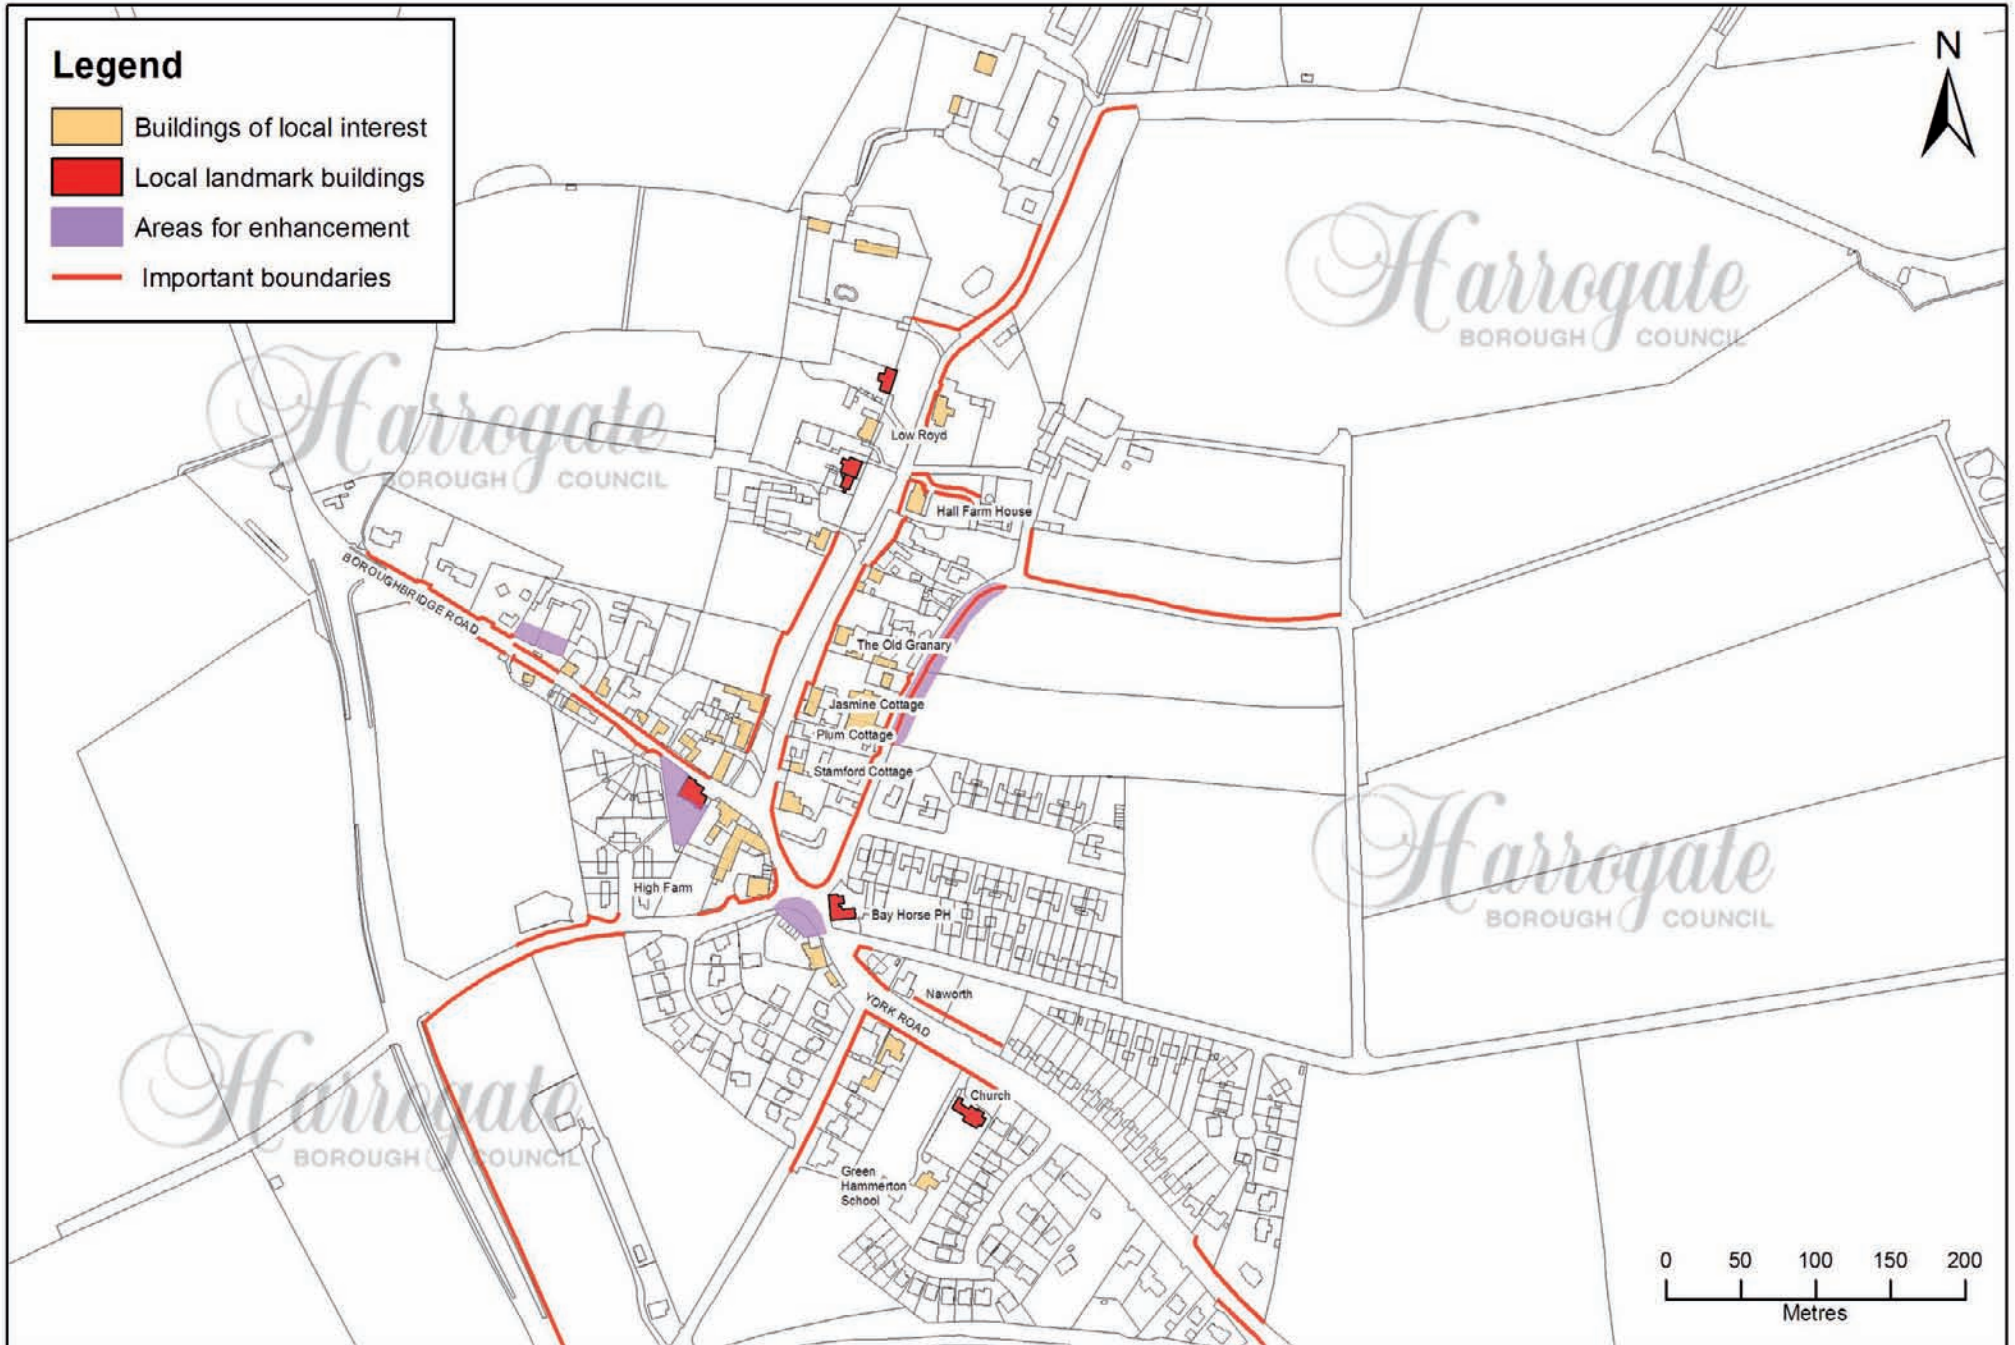 Legend
Buildings of local interest
Local landmark buildings
Areas for enhancement
Important boundaries
N
Harrogate
BOROUGH COUNCIL
Harrogate
BOROUGH COUNCIL
Low Royd
Hall Farm House
BOROUGHBRIDGE ROAD
The Old Granary
Jasmine Cottage
Plum Cottage
Stamford Cottage
Harrogate
BOROUGH COUNCIL
High Farm
Bay Horse PH
Naworth
YORK ROAD
Harrogate
BOROUGH COUNCIL
Church
Green
Hammerton
School
0 50 100 150 200
Metres